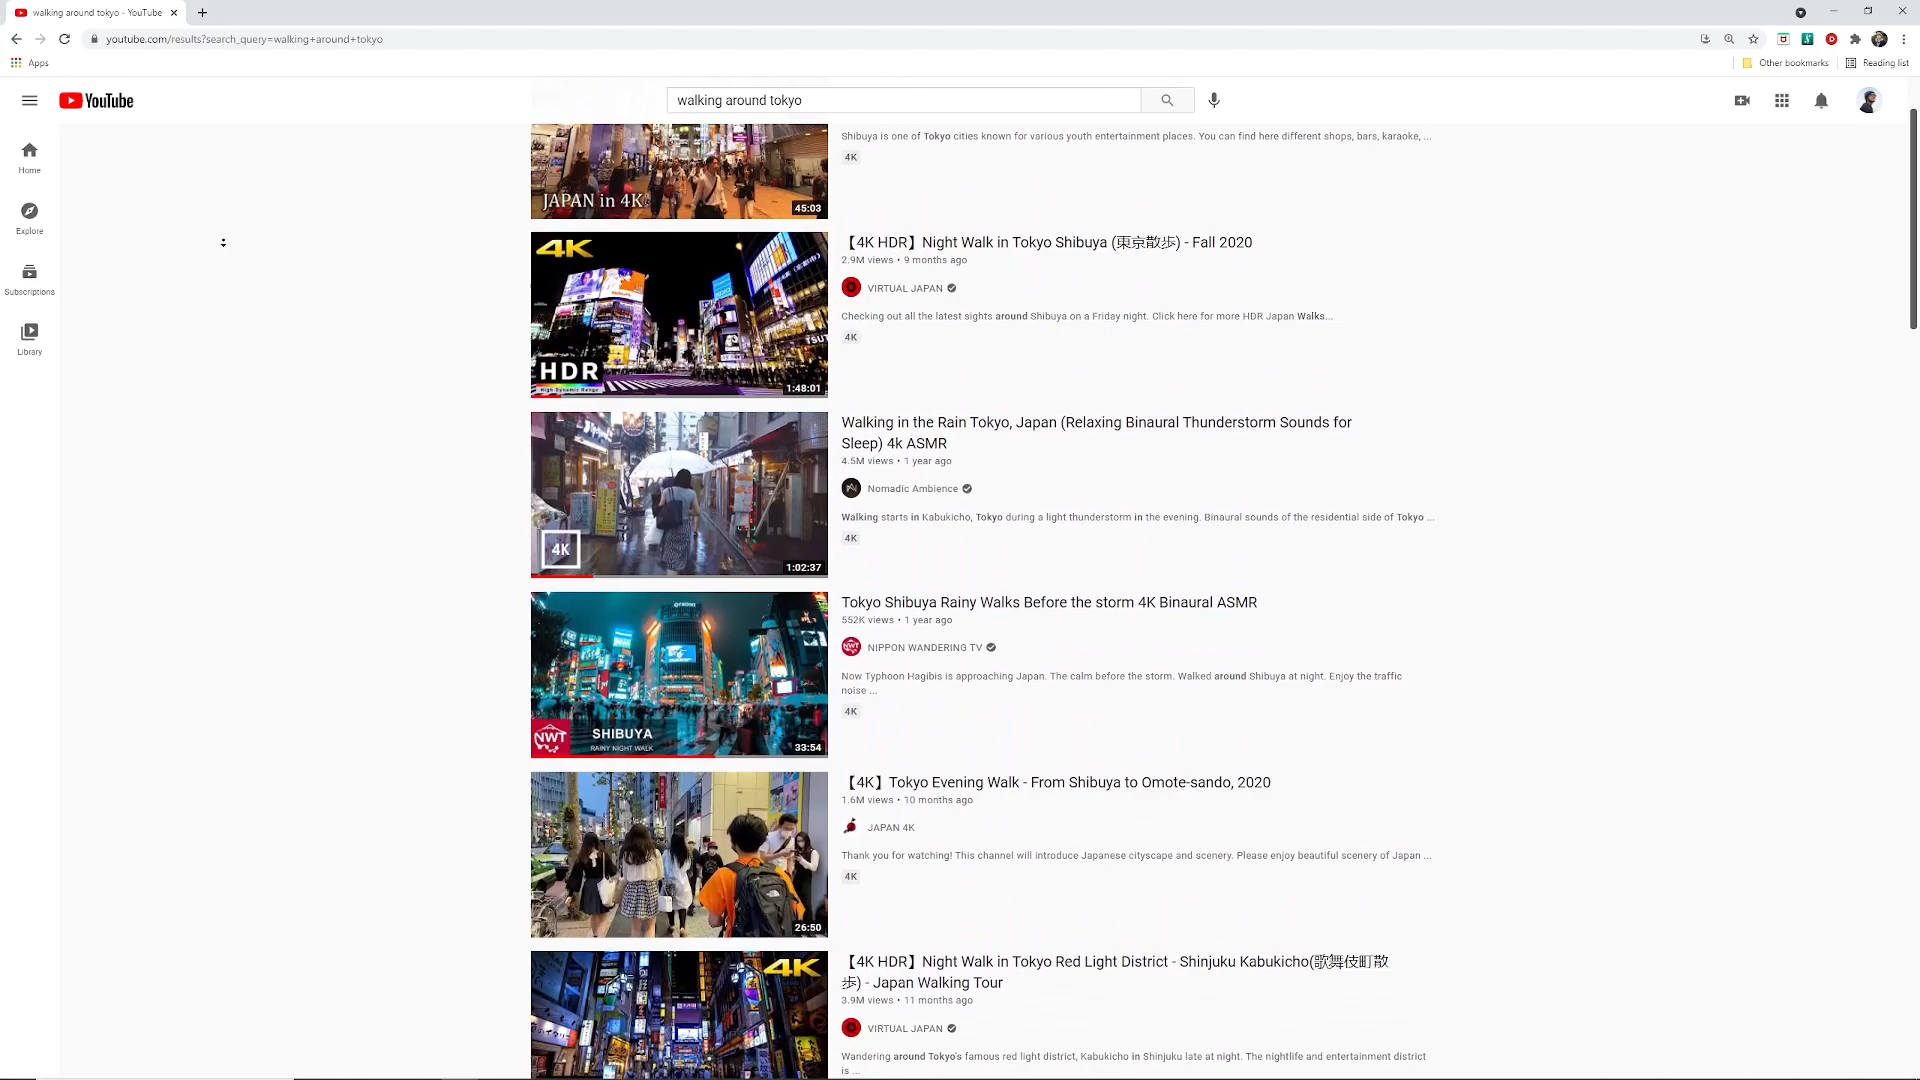 walking around tokyo - YouTube
youtube.com/results?search_query=walking+around+tokyo
Apps
Other bookmarks
Reading list
YouTube
walking around tokyo
Home
Explore
Subscriptions
Library
JAPAN in 4K
45:03
Shibuya is one of Tokyo cities known for various youth entertainment places. You can find here different shops, bars, karaoke, ...
4K
4K
HDR
High Dynamic Range
1:48:01
【4K HDR】Night Walk in Tokyo Shibuya (東京散歩) - Fall 2020
2.9M views • 9 months ago
VIRTUAL JAPAN
Checking out all the latest sights around Shibuya on a Friday night. Click here for more HDR Japan Walks...
4K
4K
1:02:37
Walking in the Rain Tokyo, Japan (Relaxing Binaural Thunderstorm Sounds for
Sleep) 4k ASMR
4.5M views • 1 year ago
Nomadic Ambience
Walking starts in Kabukicho, Tokyo during a light thunderstorm in the evening. Binaural sounds of the residential side of Tokyo ...
4K
NWT
SHIBUYA
RAINY NIGHT WALK
33:54
Tokyo Shibuya Rainy Walks Before the storm 4K Binaural ASMR
552K views • 1 year ago
NWT
NIPPON WANDERING TV
Now Typhoon Hagibis is approaching Japan. The calm before the storm. Walked around Shibuya at night. Enjoy the traffic
noise ...
4K
26:50
【4K】Tokyo Evening Walk - From Shibuya to Omote-sando, 2020
1.6M views • 10 months ago
JAPAN 4K
Thank you for watching! This channel will introduce Japanese cityscape and scenery. Please enjoy beautiful scenery of Japan ...
4K
4K
【4K HDR】Night Walk in Tokyo Red Light District - Shinjuku Kabukicho(歌舞伎町散
歩) - Japan Walking Tour
3.9M views • 11 months ago
VIRTUAL JAPAN
Wandering around Tokyo's famous red light district, Kabukicho in Shinjuku late at night. The nightlife and entertainment district
is ...